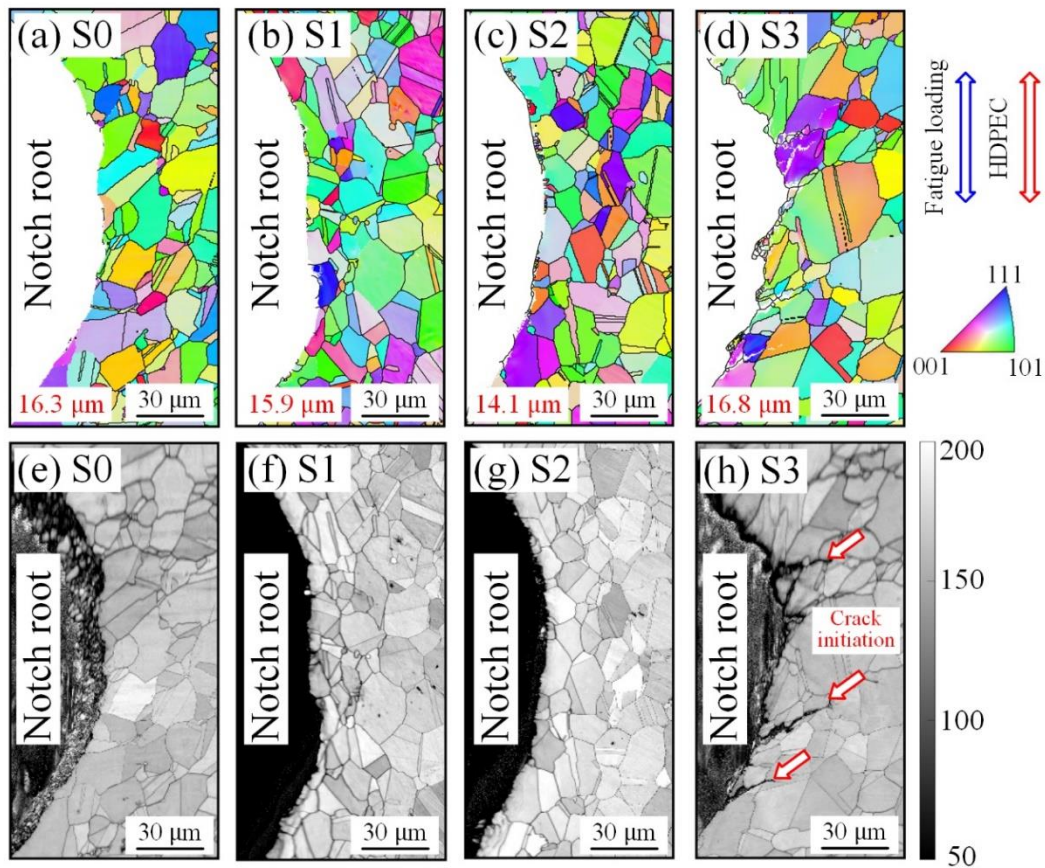 (a) S0
(b) S1
(c) S2
(d) S3
Notch root
Notch root
Notch root
Notch root
Fatigue loading
HDPEC
111
001
101
16.3 μm
30 μm
15.9 μm
30 μm
14.1 μm
30 μm
16.8 μm
30 μm
(e) S0
(f) S1
(g) S2
(h) S3
Notch root
Notch root
Notch root
Notch root
Crack
initiation
30 μm
30 μm
30 μm
30 μm
200
150
100
50